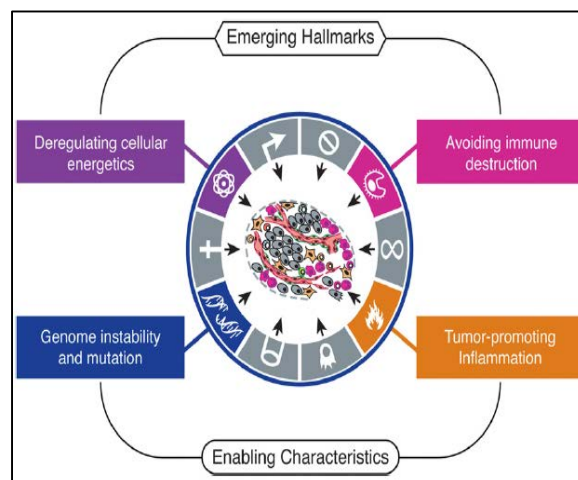 Emerging Hallmarks
Deregulating cellular
energetics
Avoiding immune
destruction
Genome instability
and mutation
Tumor-promoting
Inflammation
Enabling Characteristics